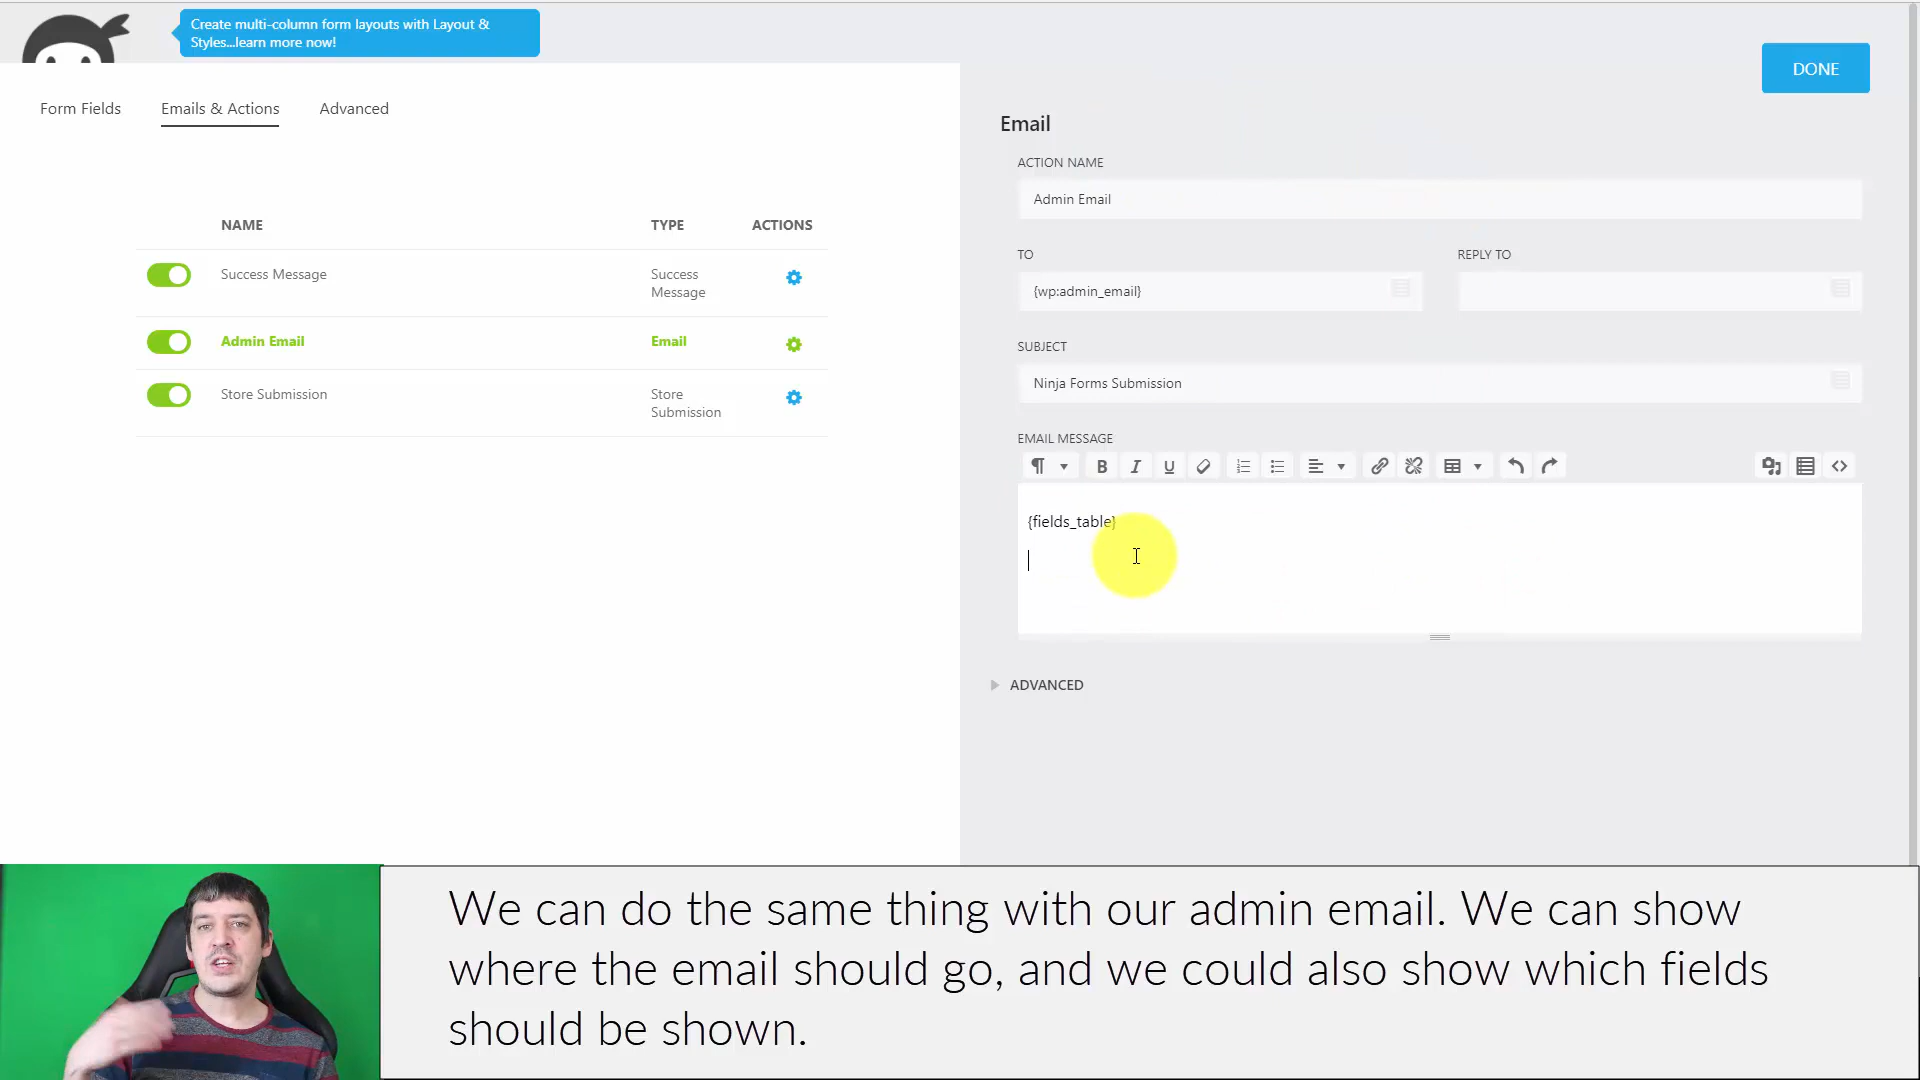 Create multi-column form layouts with Layout &
Styles...learn more now!
DONE
Form Fields
Emails & Actions
Advanced
NAME
TYPE
ACTIONS
Success Message
Success
Message
Admin Email
Email
Store Submission
Store
Submission
Email
ACTION NAME
Admin Email
TO
REPLY TO
{wp:admin_email}
SUBJECT
Ninja Forms Submission
EMAIL MESSAGE
B I U
{fields_table}
ADVANCED
We can do the same thing with our admin email. We can show
where the email should go, and we could also show which fields
should be shown.